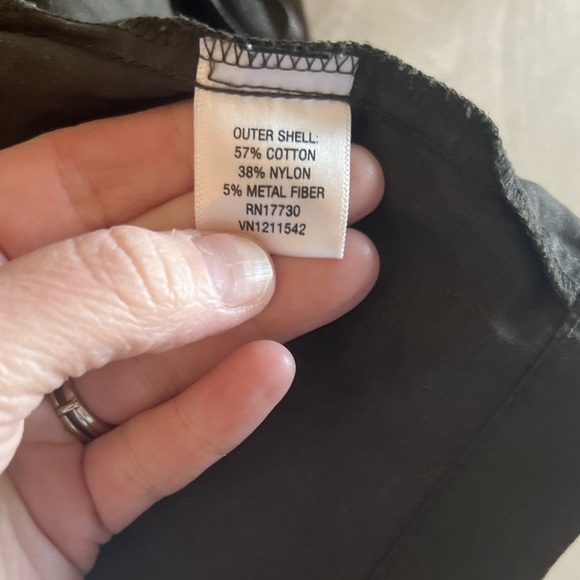 OUTER SHELL:
57% COTTON
38% NYLON
5% METAL FIBER
RN17730
VN1211542